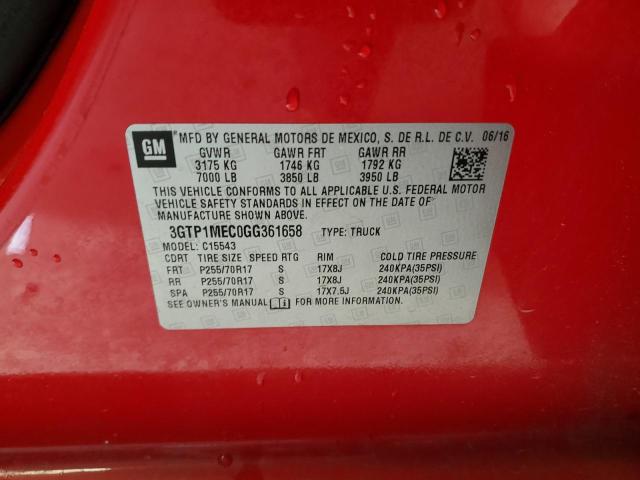 GM
MFD BY GENERAL MOTORS DE MEXICO, S. DE R.L. DE C.V. 06/16
GVWR GAWR FRT GAWR RR
3175 KG 1746 KG 1792 KG
7000 LB 3850 LB 3950 LB
THIS VEHICLE CONFORMS TO ALL APPLICABLE U.S. FEDERAL MOTOR
VEHICLE SAFETY STANDARDS IN EFFECT ON THE DATE OF
MANUFACTURE SHOWN ABOVE.
3GTP1MEC0GG361658 TYPE: TRUCK
MODEL: C15543
CDRT TIRE SIZE SPEED RTG RIM COLD TIRE PRESSURE
FRT P255/70R17 S 17X8J 240KPA(35PSI)
RR P255/70R17 S 17X8J 240KPA(35PSI)
SPA P255/70R17 S 17X7.5J 240KPA(35PSI)
SEE OWNER'S MANUAL FOR MORE INFORMATION.